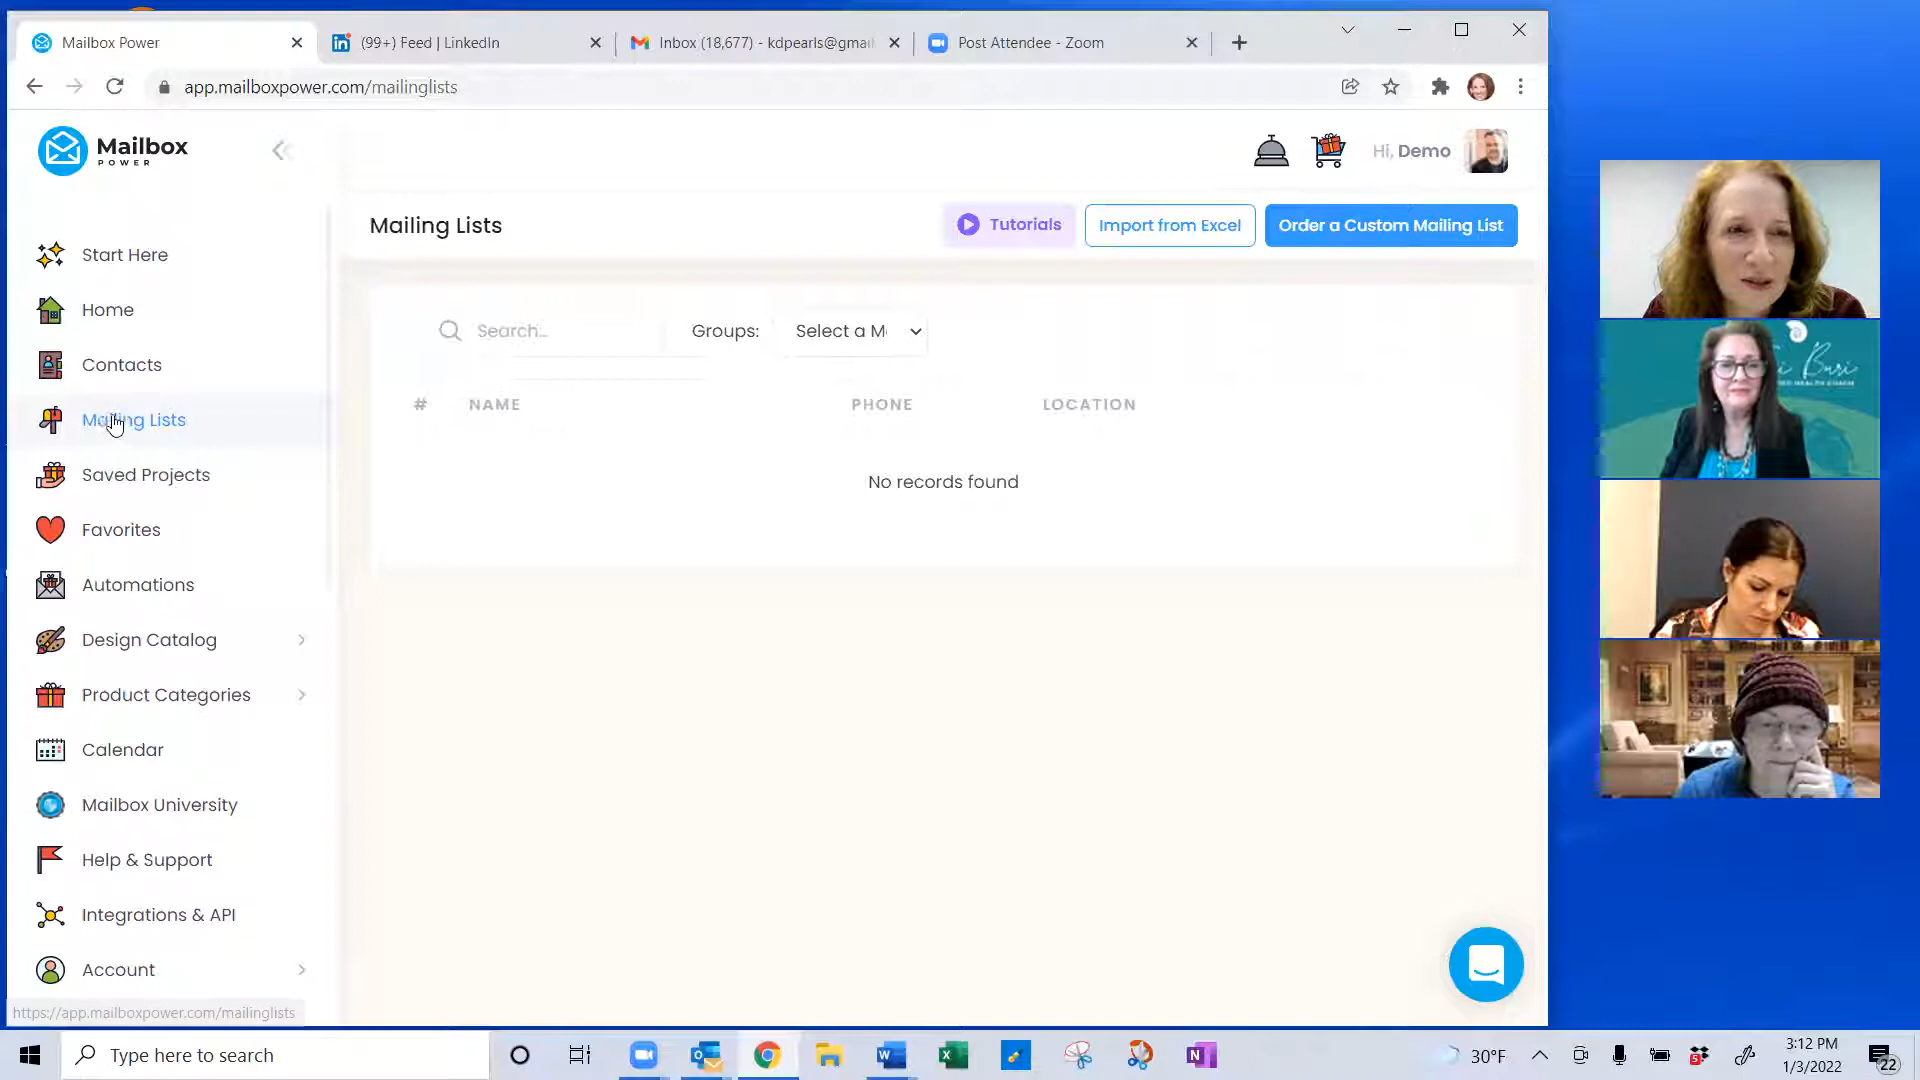 Mailbox Power
(99+) Feed | LinkedIn
Inbox (18,677) - kdpearls@gmai
Post Attendee - Zoom
app.mailboxpower.com/mailinglists
Mailbox
POWER
Hi, Demo
Mailing Lists
Tutorials
Import from Excel
Order a Custom Mailing List
Start Here
Home
Contacts
Mailing Lists
Saved Projects
Favorites
Automations
Design Catalog
Product Categories
Calendar
Mailbox University
Help & Support
Integrations & API
Account
Search...
Groups:
Select a M
# NAME PHONE LOCATION
No records found
https://app.mailboxpower.com/mailinglists
Type here to search
30°F
3:12 PM
1/3/2022
22